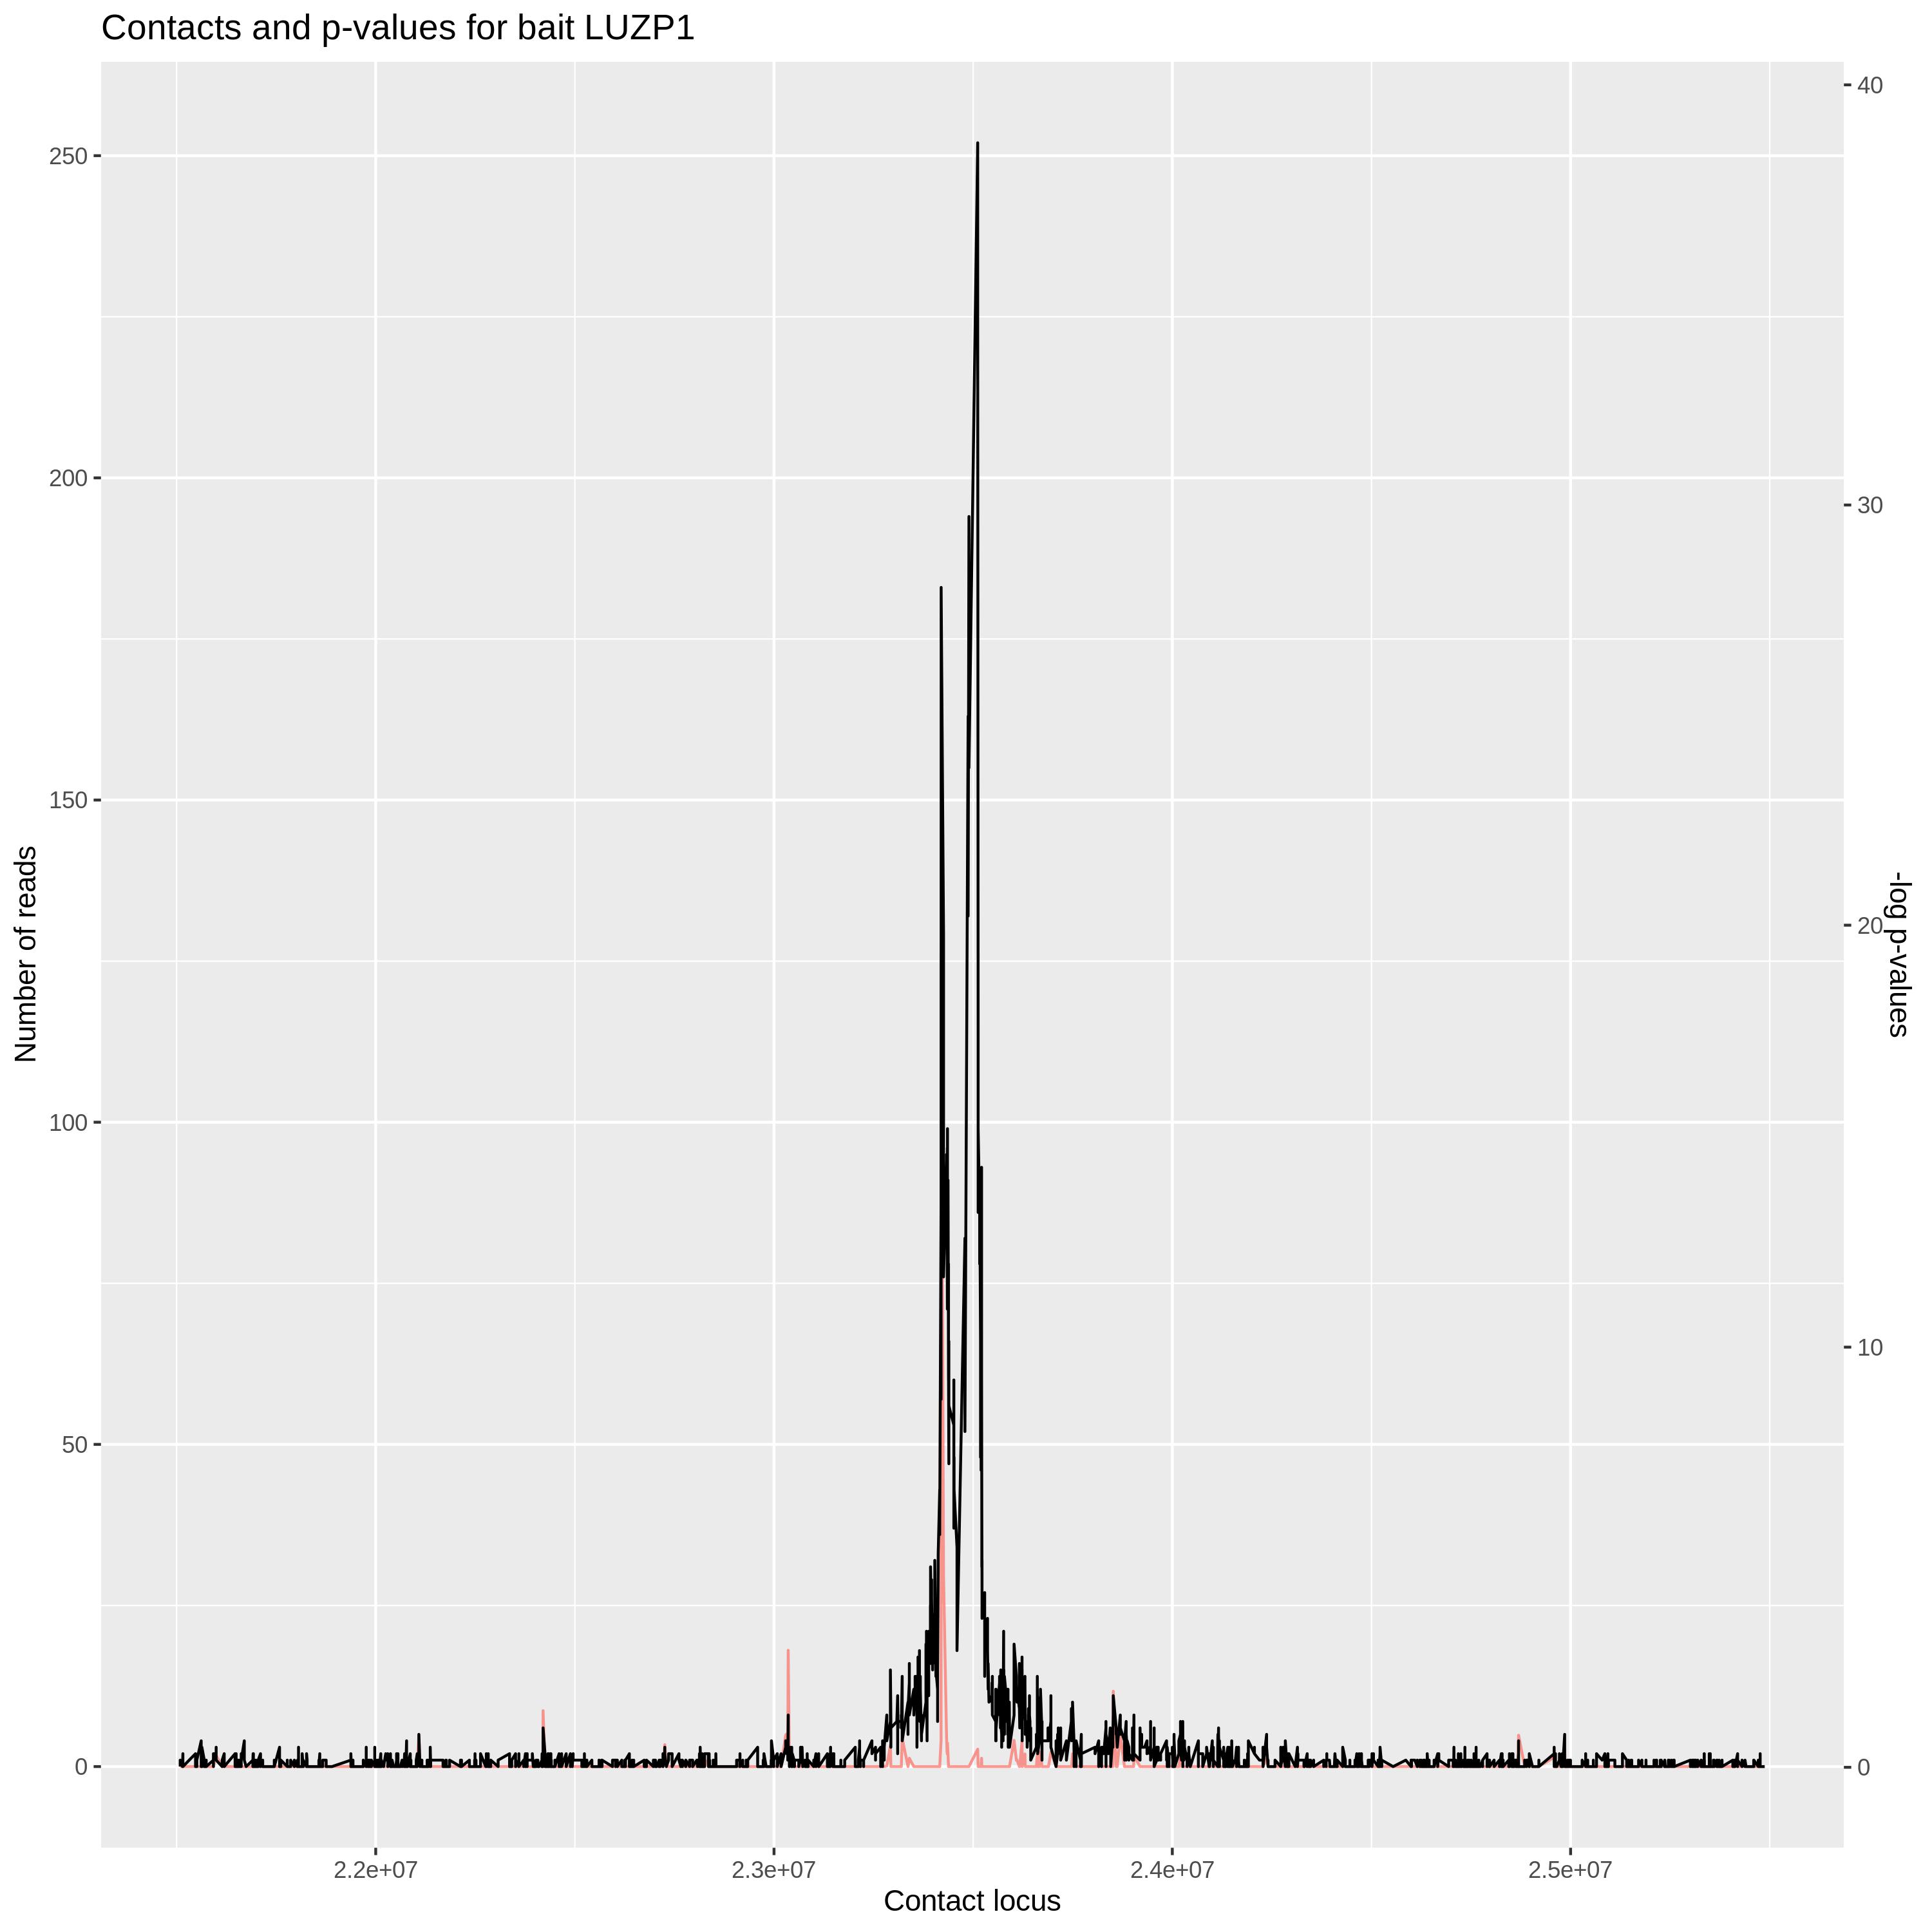 Contacts and p-values for bait LUZP1
250
200
150
100
50
0
Number of reads
40
30
20
10
0
-log p-values
2.2e+07
2.3e+07
2.4e+07
2.5e+07
Contact locus